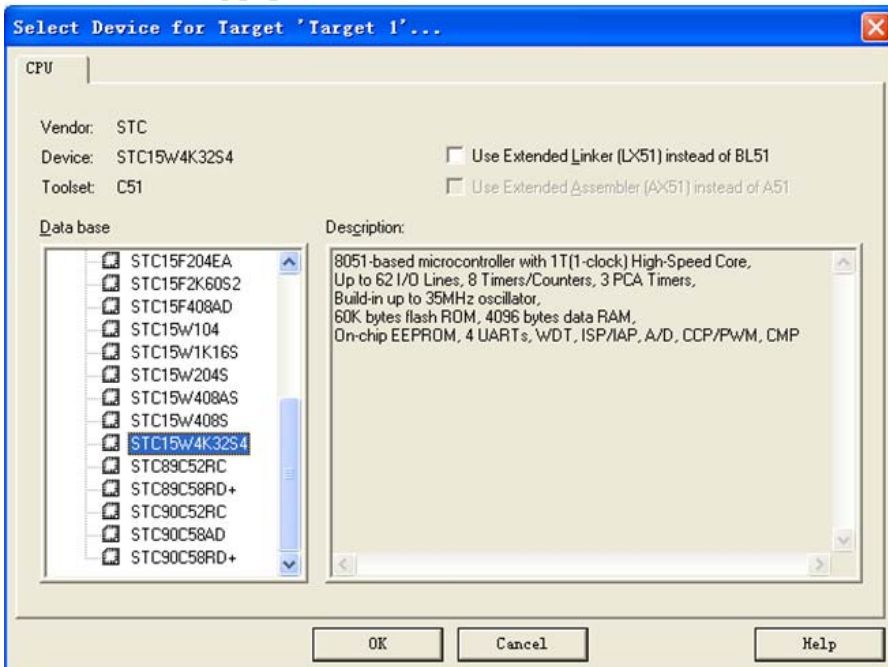 Select Device for Target 'Target 1'...
CPU
Vendor: STC
Device: STC15W4K32S4
Toolset: C51
Use Extended Linker (LX51) instead of BL51
Use Extended Assembler (AX51) instead of A51
Data base
STC15F204EA
STC15F2K60S2
STC15F408AD
STC15W104
STC15W1K16S
STC15W204S
STC15W408AS
STC15W408S
STC15W4K32S4
STC89C52RC
STC89C58RD+
STC90C52RC
STC90C58AD
STC90C58RD+
Description:
8051-based microcontroller with 1T(1-clock) High-Speed Core,
Up to 62 I/O Lines, 8 Timers/Counters, 3 PCA Timers,
Build-in up to 35MHz oscillator,
60K bytes flash ROM, 4096 bytes data RAM,
On-chip EEPROM, 4 UARTs, WDT, ISP/IAP, A/D, CCP/PWM, CMP
OK
Cancel
Help